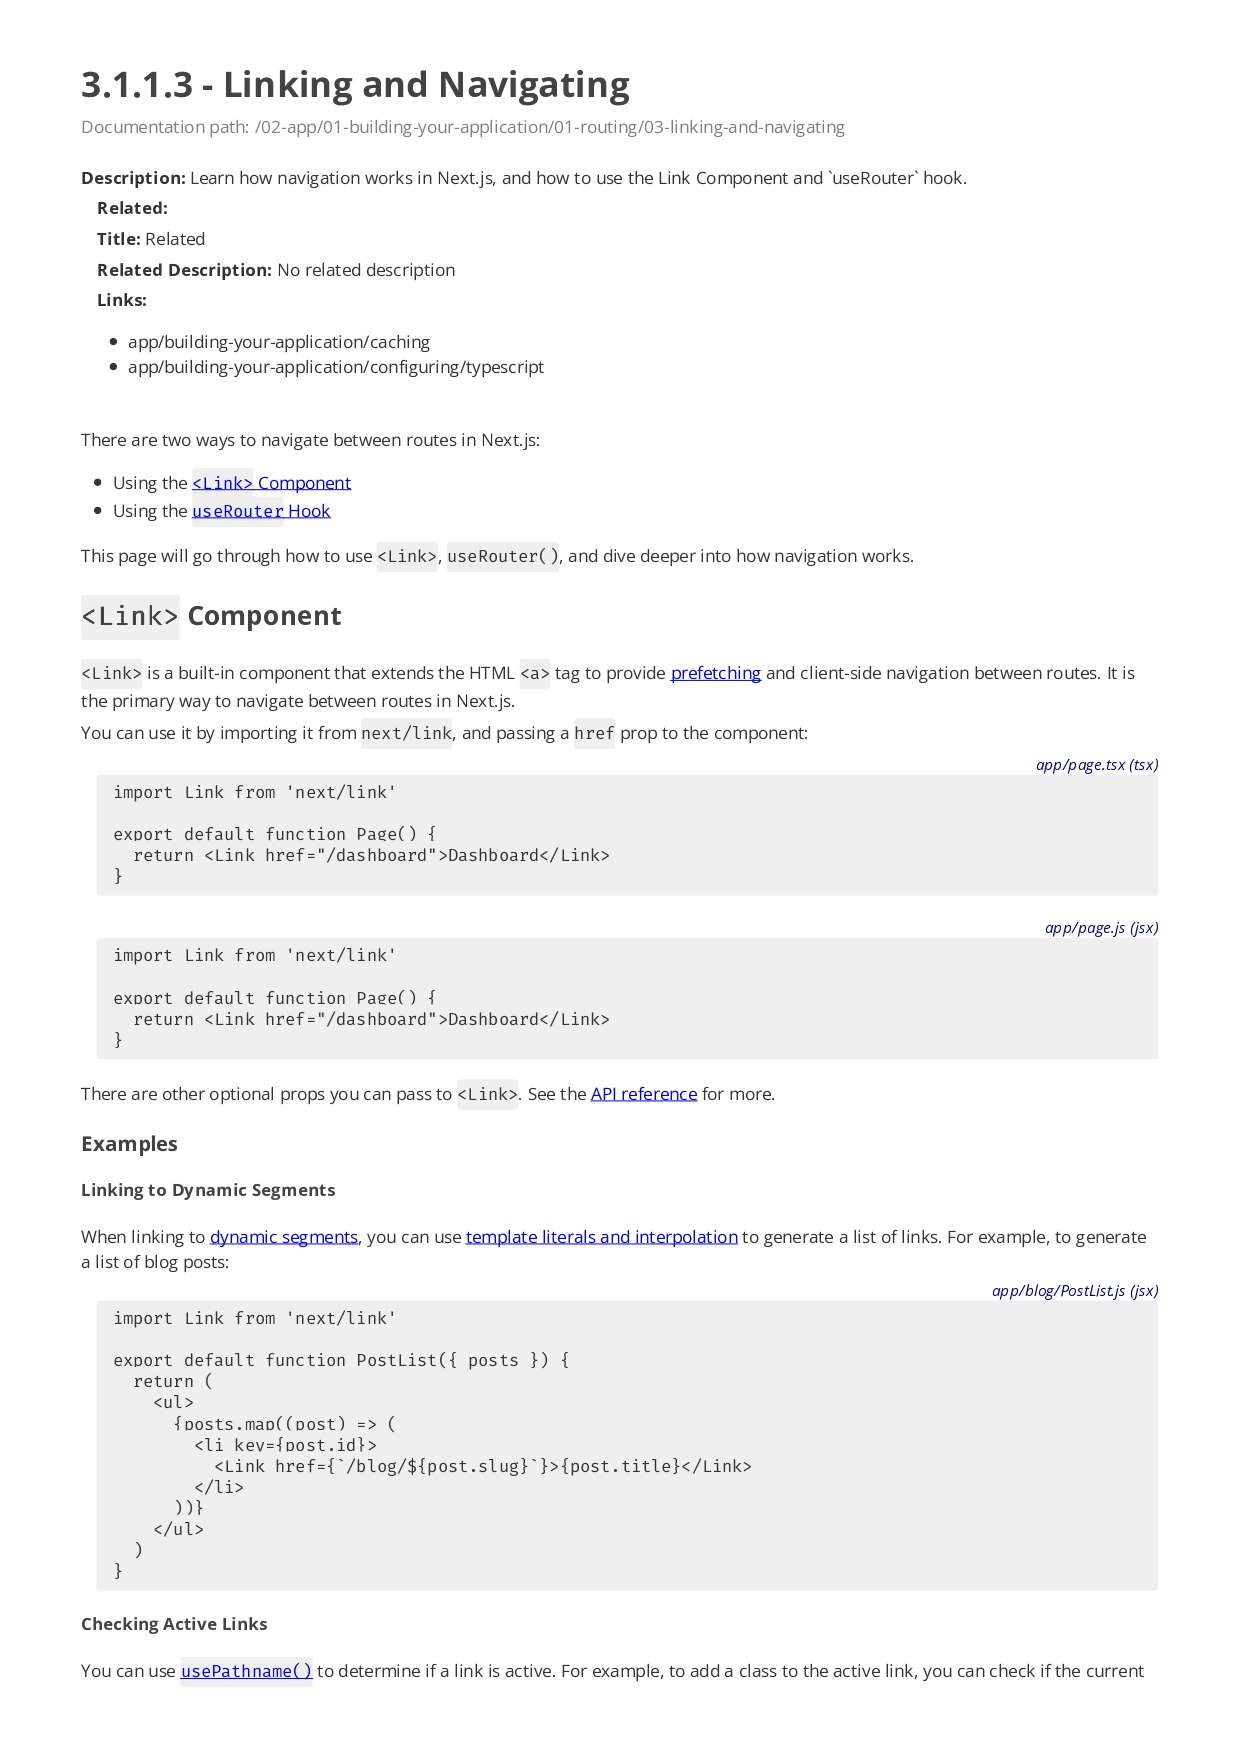 3.1.1.3 - Linking and Navigating
Documentation path: /02-app/01-building-your-application/01-routing/03-linking-and-navigating
Description: Learn how navigation works in Next.js, and how to use the Link Component and `useRouter` hook.
Related:
Title: Related
Related Description: No related description
Links:
• app/building-your-application/caching
• app/building-your-application/configuring/typescript
There are two ways to navigate between routes in Next.js:
• Using the <Link> Component
• Using the useRouter Hook
This page will go through how to use <Link>, useRouter(), and dive deeper into how navigation works.
<Link> Component
<Link> is a built-in component that extends the HTML <a> tag to provide prefetching and client-side navigation between routes. It is
the primary way to navigate between routes in Next.js.
You can use it by importing it from next/link, and passing a href prop to the component:
app/page.tsx (tsx)
import Link from 'next/link'
export default function Page() {
  return <Link href="/dashboard">Dashboard</Link>
}
app/page.js (jsx)
import Link from 'next/link'
export default function Page() {
  return <Link href="/dashboard">Dashboard</Link>
}
There are other optional props you can pass to <Link>. See the API reference for more.
Examples
Linking to Dynamic Segments
When linking to dynamic segments, you can use template literals and interpolation to generate a list of links. For example, to generate
a list of blog posts:
app/blog/PostList.js (jsx)
import Link from 'next/link'
export default function PostList({ posts }) {
  return (
    <ul>
      {posts.map((post) => (
        <li key={post.id}>
          <Link href={`/blog/${post.slug}`}>{post.title}</Link>
        </li>
      ))}
    </ul>
  )
}
Checking Active Links
You can use usePathname() to determine if a link is active. For example, to add a class to the active link, you can check if the current